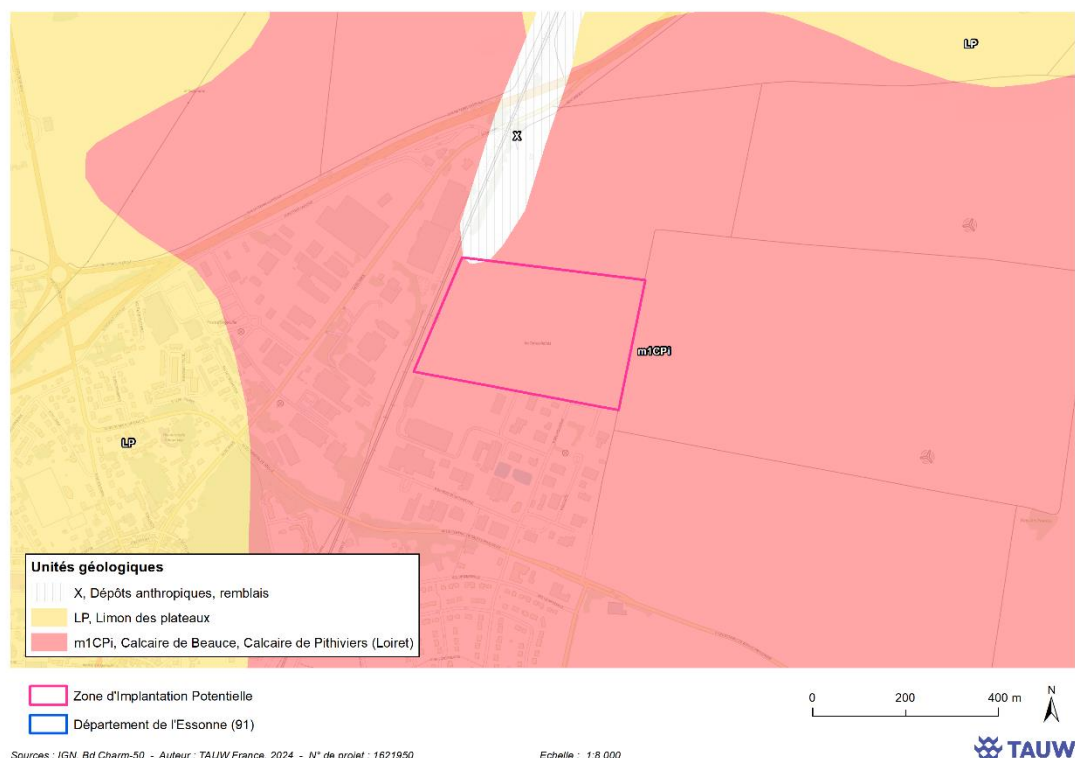 LP
X
m1CPi
LP
Unités géologiques
X, Dépôts anthropiques, remblais
LP, Limon des plateaux
m1CPi, Calcaire de Beauce, Calcaire de Pithiviers (Loiret)
Zone d'Implantation Potentielle
Département de l'Essonne (91)
0 200 400 m
N
Sources : IGN, Bd Charm-50 - Auteur : TAUW France, 2024 - N° de projet : 1621950
Echelle : 1:8 000
TAUW